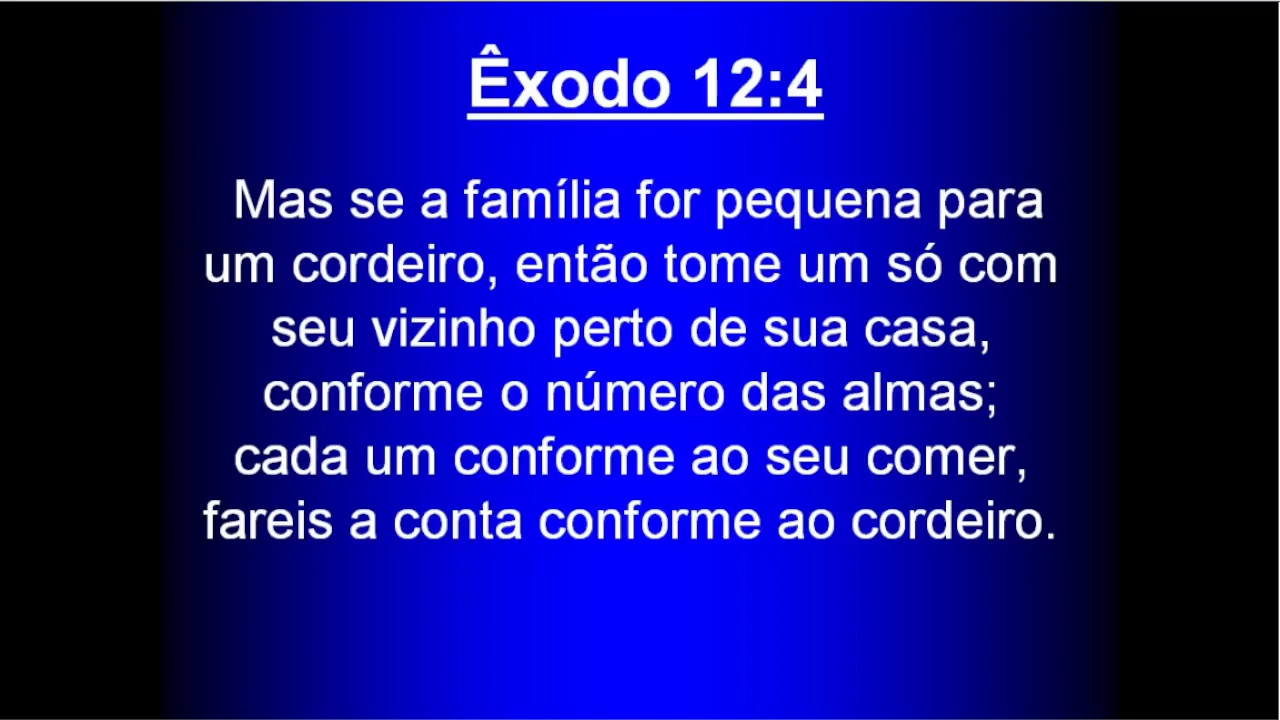 Êxodo 12:4
Mas se a família for pequena para
um cordeiro, então tome um só com
seu vizinho perto de sua casa,
conforme o número das almas;
cada um conforme ao seu comer,
fareis a conta conforme ao cordeiro.